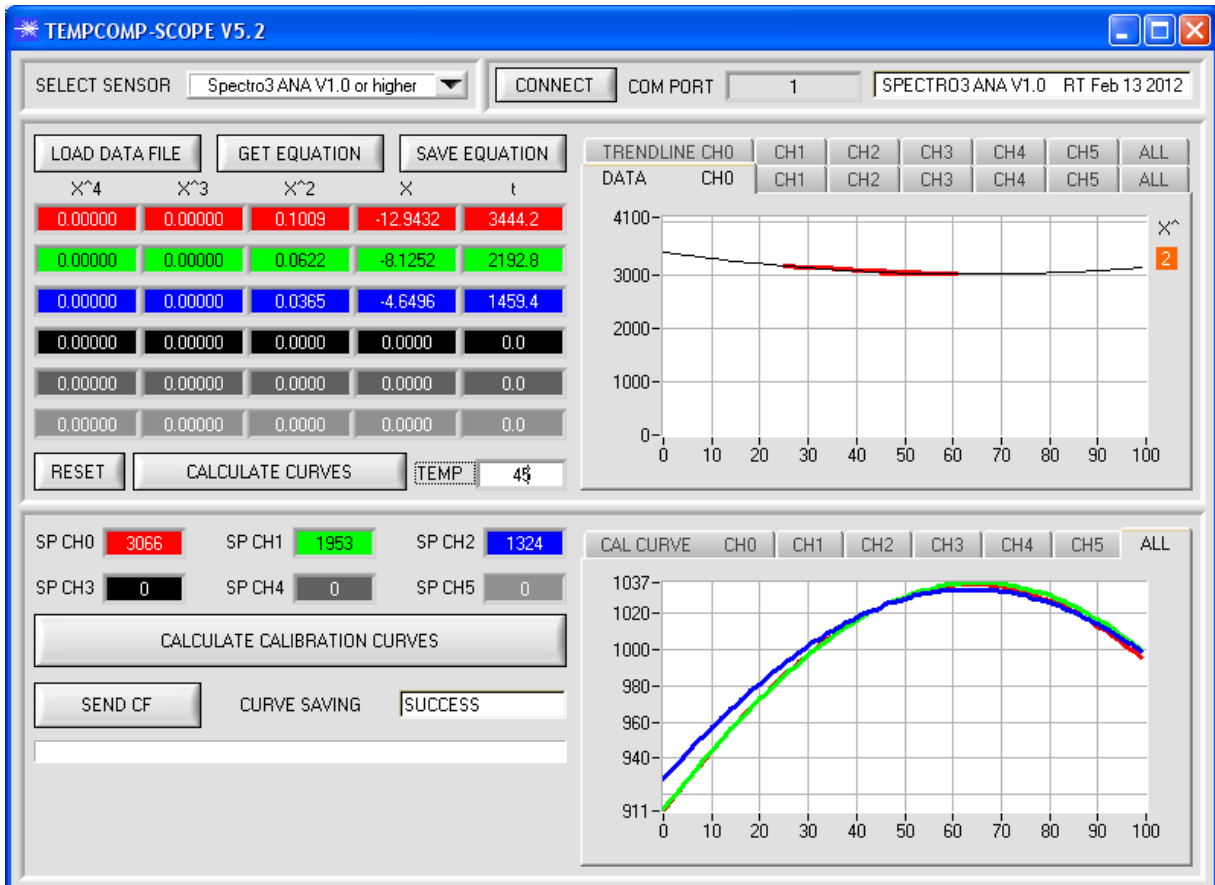 TEMPCOMP-SCOPE V5.2
SELECT SENSOR Spectro3 ANA V1.0 or higher CONNECT COM PORT 1 SPECTRO3 ANA V1.0 RT Feb 13 2012
LOAD DATA FILE GET EQUATION SAVE EQUATION
X^4 X^3 X^2 X t
0.00000 0.00000 0.1009 -12.9432 3444.2
0.00000 0.00000 0.0622 -8.1252 2192.8
0.00000 0.00000 0.0365 -4.6496 1459.4
0.00000 0.00000 0.0000 0.0000 0.0
0.00000 0.00000 0.0000 0.0000 0.0
0.00000 0.00000 0.0000 0.0000 0.0
RESET CALCULATE CURVES TEMP 45
TRENDLINE CH0 CH1 CH2 CH3 CH4 CH5 ALL
DATA CH0 CH1 CH2 CH3 CH4 CH5 ALL
4100
3000
2000
1000
0
0 10 20 30 40 50 60 70 80 90 100
X^
2
SP CH0 3066 SP CH1 1953 SP CH2 1324
SP CH3 0 SP CH4 0 SP CH5 0
CALCULATE CALIBRATION CURVES
SEND CF CURVE SAVING SUCCESS
CAL CURVE CH0 CH1 CH2 CH3 CH4 CH5 ALL
1037
1020
1000
980
960
940
911
0 10 20 30 40 50 60 70 80 90 100